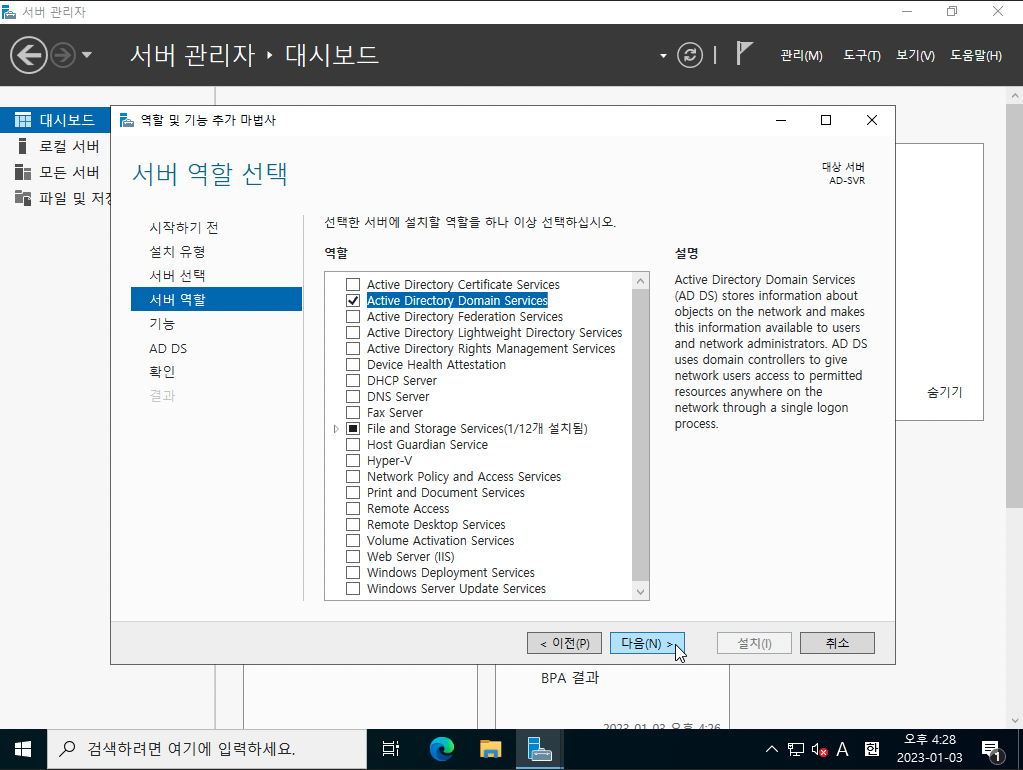 서버 관리자
서버 관리자 ‣ 대시보드
관리(M) 도구(T) 보기(V) 도움말(H)
대시보드
로컬 서버
모든 서버
파일 및 저장
역할 및 기능 추가 마법사
서버 역할 선택
대상 서버
AD-SVR
시작하기 전
설치 유형
서버 선택
서버 역할
기능
AD DS
확인
결과
선택한 서버에 설치할 역할을 하나 이상 선택하십시오.
역할
Active Directory Certificate Services
Active Directory Domain Services
Active Directory Federation Services
Active Directory Lightweight Directory Services
Active Directory Rights Management Services
Device Health Attestation
DHCP Server
DNS Server
Fax Server
File and Storage Services(1/12개 설치됨)
Host Guardian Service
Hyper-V
Network Policy and Access Services
Print and Document Services
Remote Access
Remote Desktop Services
Volume Activation Services
Web Server (IIS)
Windows Deployment Services
Windows Server Update Services
설명
Active Directory Domain Services
(AD DS) stores information about
objects on the network and makes
this information available to users
and network administrators. AD DS
uses domain controllers to give
network users access to permitted
resources anywhere on the
network through a single logon
process.
숨기기
< 이전(P) 다음(N) > 설치(I) 취소
BPA 결과
2023-01-03 오후 4:26
검색하려면 여기에 입력하세요.
A 한
오후 4:28
2023-01-03
1